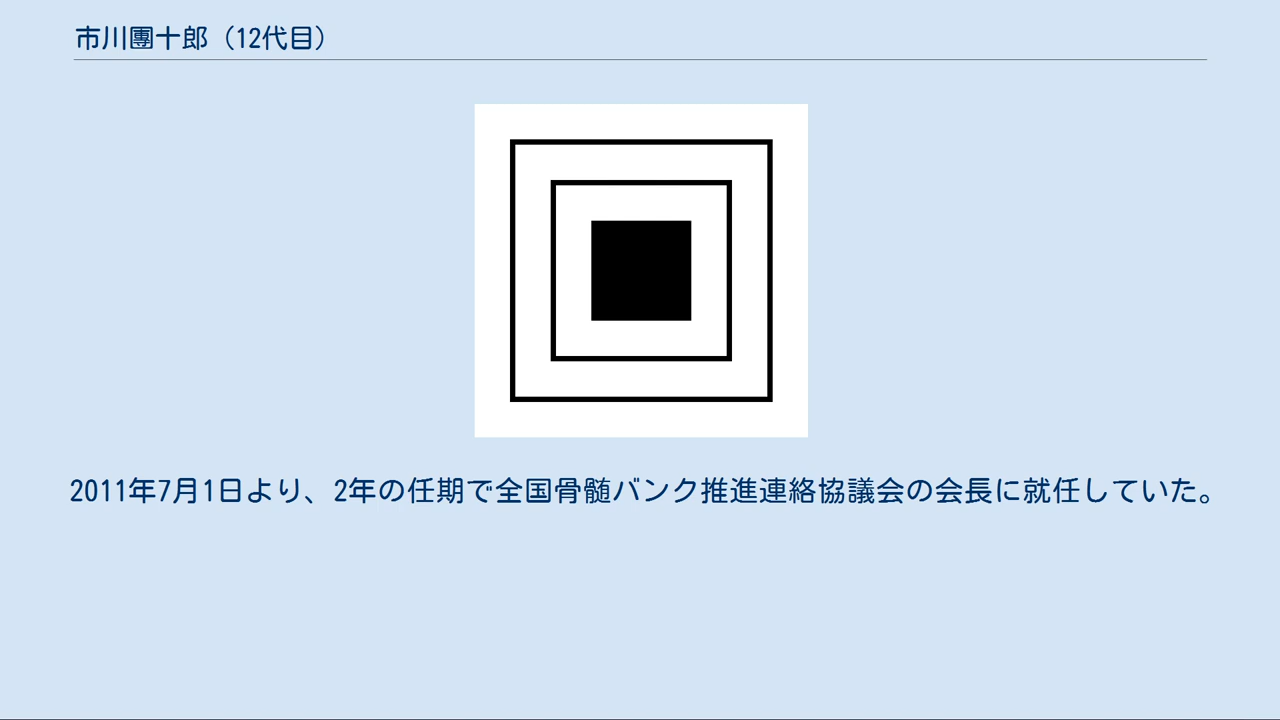 市川團十郎（12代目）
2011年7月1日より、2年の任期で全国骨髄バンク推進連絡協議会の会長に就任していた。